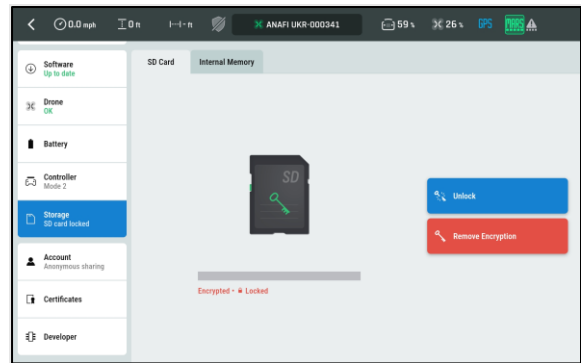 0.0 mph 0 ft ft ANAFI UKR-000341 59 % 26 % GPS
SD Card Internal Memory
Software
Up to date
Drone
OK
Battery
Controller
Mode 2
Storage
SD card locked
Account
Anonymous sharing
Certificates
Developer
SD
Unlock
Remove Encryption
Encrypted - Locked